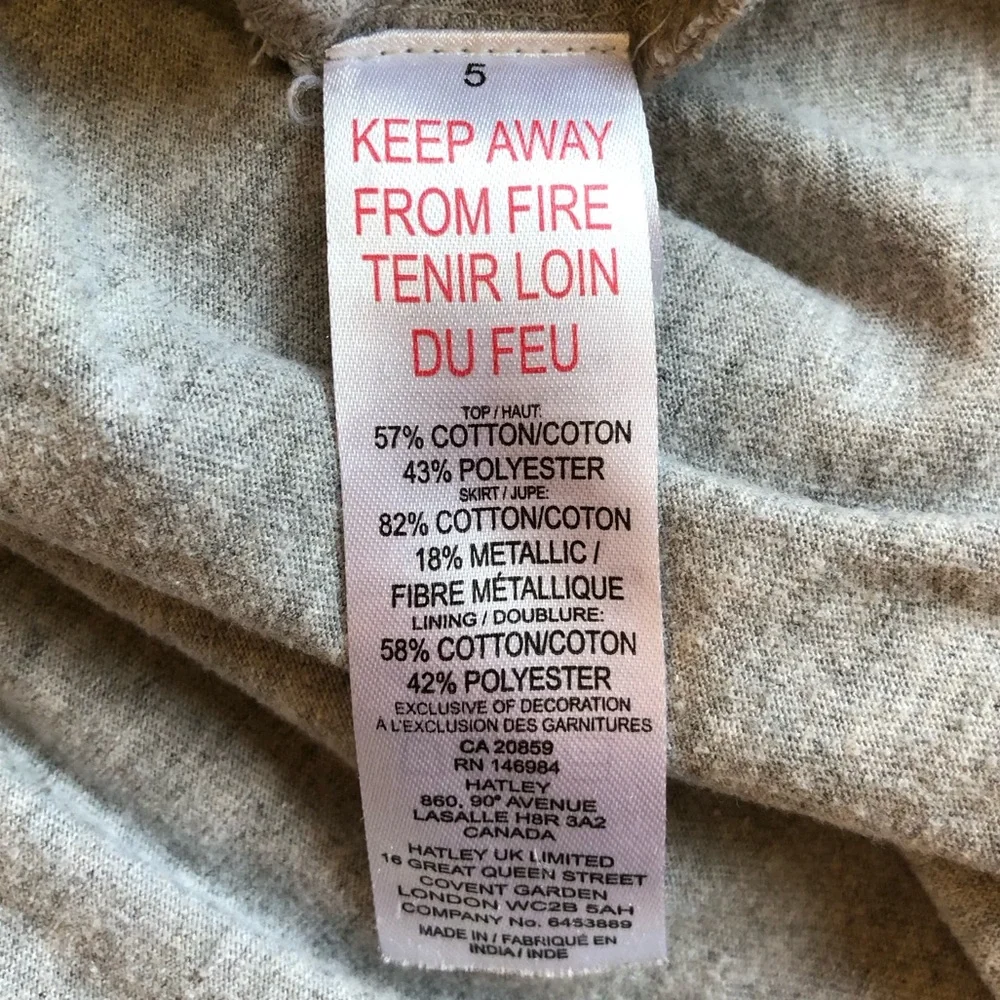 5
KEEP AWAY
FROM FIRE
TENIR LOIN
DU FEU
TOP / HAUT:
57% COTTON/COTON
43% POLYESTER
SKIRT / JUPE:
82% COTTON/COTON
18% METALLIC /
FIBRE MÉTALLIQUE
LINING / DOUBLURE:
58% COTTON/COTON
42% POLYESTER
EXCLUSIVE OF DECORATION
À L'EXCLUSION DES GARNITURES
CA 20859
RN 146984
HATLEY
860, 90ᵉ AVENUE
LASALLE H8R 3A2
CANADA
HATLEY UK LIMITED
16 GREAT QUEEN STREET
COVENT GARDEN
LONDON WC2B 5AH
COMPANY No. 6453889
MADE IN / FABRIQUÉ EN
INDIA / INDE